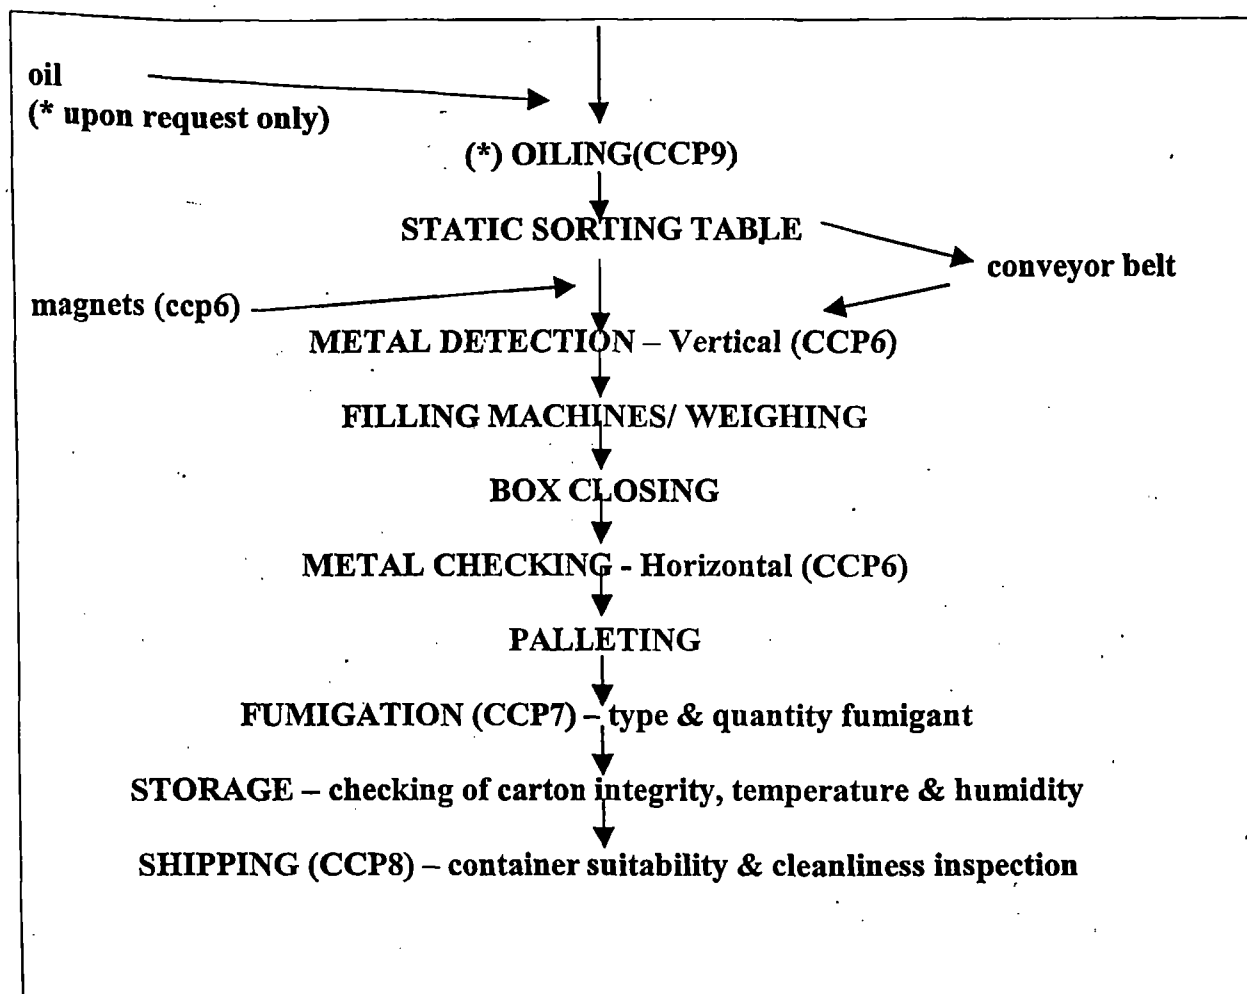 oil
(* upon request only)
(*) OILING(CCP9)
STATIC SORTING TABLE
conveyor belt
magnets (ccp6)
METAL DETECTION – Vertical (CCP6)
FILLING MACHINES/ WEIGHING
BOX CLOSING
METAL CHECKING - Horizontal (CCP6)
PALLETING
FUMIGATION (CCP7) – type & quantity fumigant
STORAGE – checking of carton integrity, temperature & humidity
SHIPPING (CCP8) – container suitability & cleanliness inspection